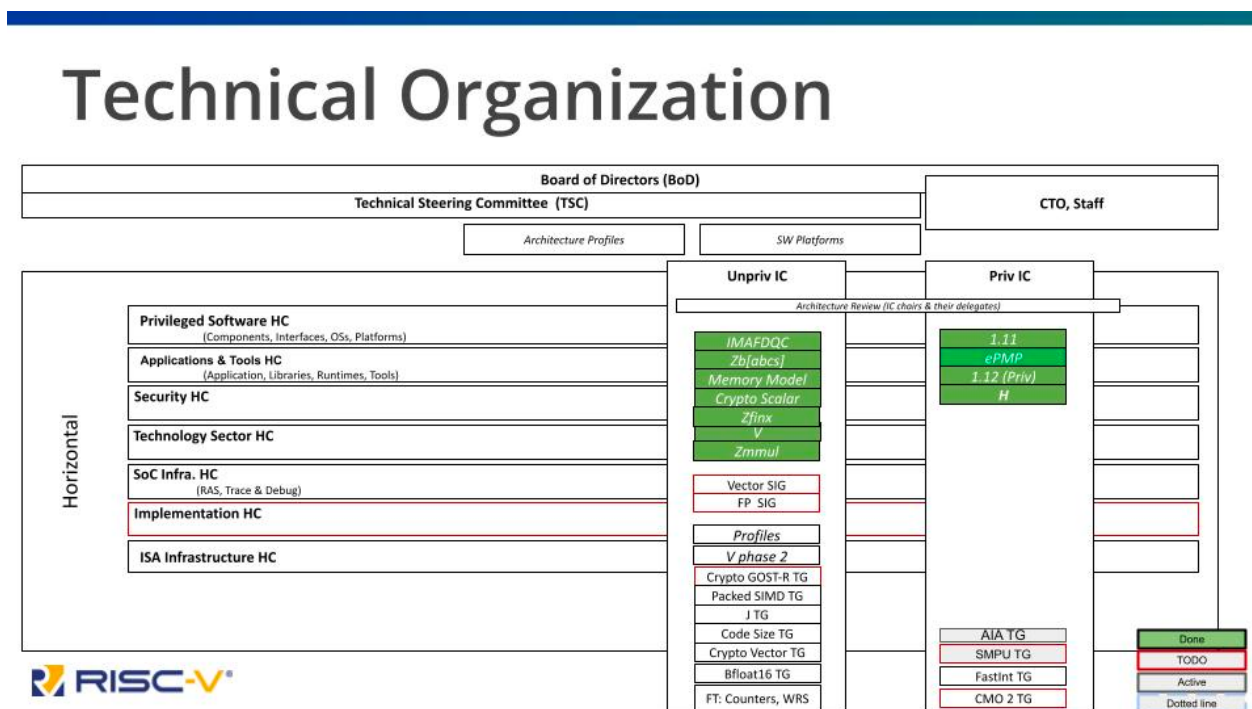 Technical Organization
Board of Directors (BoD)
Technical Steering Committee (TSC)
CTO, Staff
Architecture Profiles
SW Platforms
Unpriv IC
Priv IC
Architecture Review (IC chairs & their delegates)
Horizontal
Privileged Software HC
(Components, Interfaces, OSs, Platforms)
Applications & Tools HC
(Application, Libraries, Runtimes, Tools)
Security HC
Technology Sector HC
SoC Infra. HC
(RAS, Trace & Debug)
Implementation HC
ISA Infrastructure HC
IMAFDQC
Zb[abcs]
Memory Model
Crypto Scalar
Zfinx
V
Zmmul
Vector SIG
FP SIG
Profiles
V phase 2
Crypto GOST-R TG
Packed SIMD TG
J TG
Code Size TG
Crypto Vector TG
Bfloat16 TG
FT: Counters, WRS
1.11
ePMP
1.12 (Priv)
H
AIA TG
SMPU TG
FastInt TG
CMO 2 TG
Done
TODO
Active
Dotted line
RISC-V®